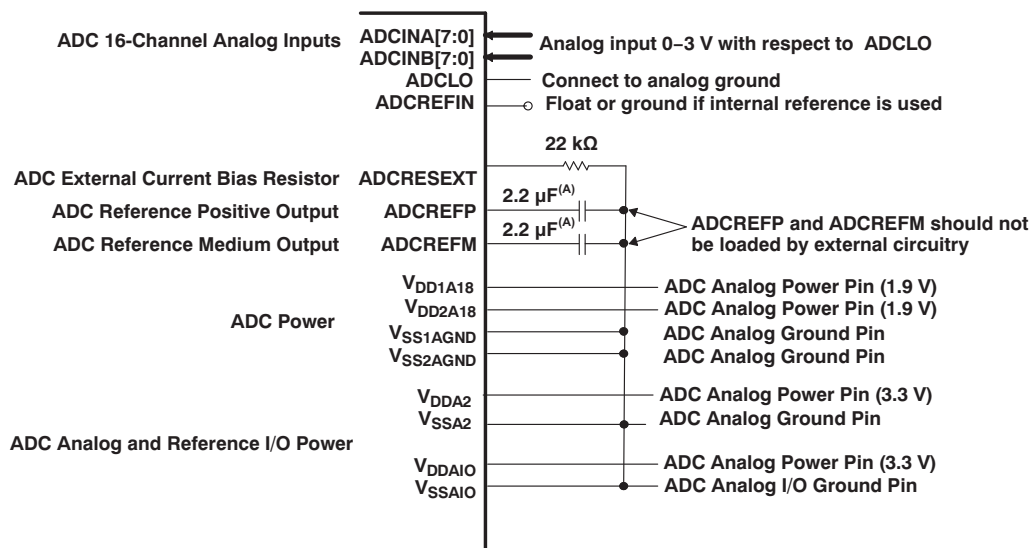 ADC 16-Channel Analog Inputs
ADCINA[7:0]
ADCINB[7:0]
Analog input 0–3 V with respect to ADCLO
ADCLO
Connect to analog ground
ADCREFIN
Float or ground if internal reference is used
22 kΩ
ADC External Current Bias Resistor
ADCRESEXT
2.2 µF(A)
ADC Reference Positive Output
ADCREFP
2.2 µF(A)
ADC Reference Medium Output
ADCREFM
ADCREFP and ADCREFM should not
be loaded by external circuitry
VDD1A18
ADC Analog Power Pin (1.9 V)
VDD2A18
ADC Analog Power Pin (1.9 V)
ADC Power
VSS1AGND
ADC Analog Ground Pin
VSS2AGND
ADC Analog Ground Pin
VDDA2
ADC Analog Power Pin (3.3 V)
VSSA2
ADC Analog Ground Pin
ADC Analog and Reference I/O Power
VDDAIO
ADC Analog Power Pin (3.3 V)
VSSAIO
ADC Analog I/O Ground Pin